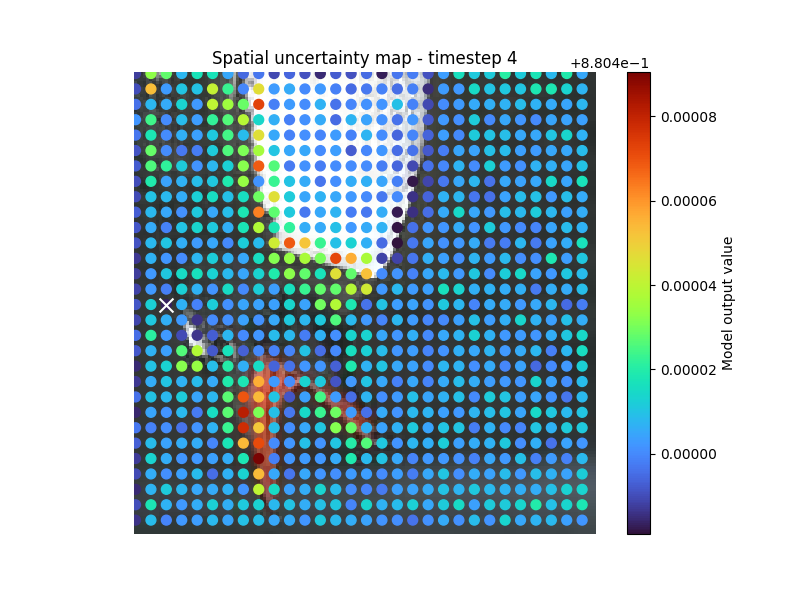 Spatial uncertainty map - timestep 4
+8.804e−1
0.00008
0.00006
0.00004
0.00002
0.00000
Model output value